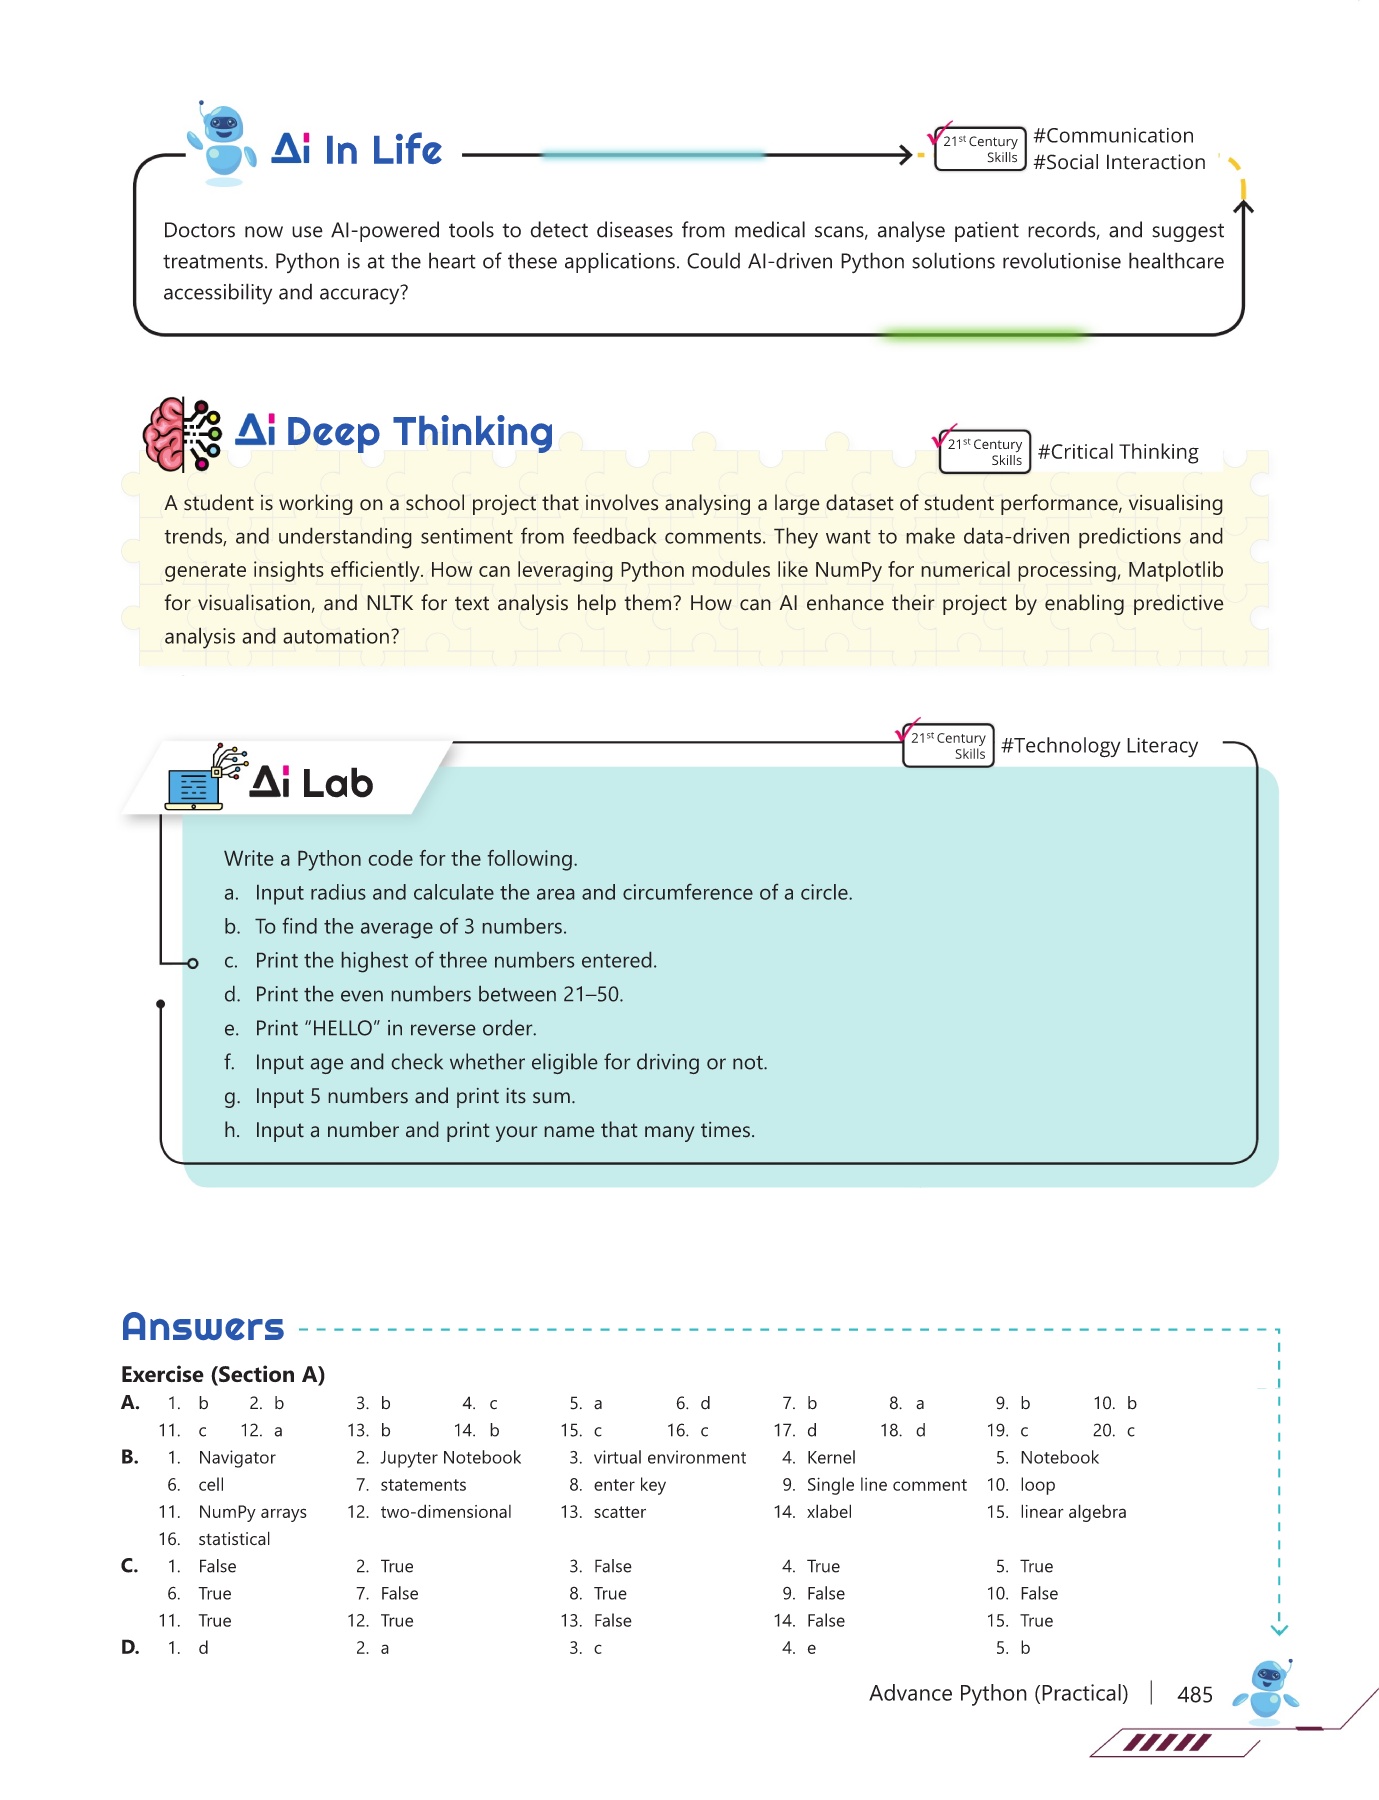 Ai In Life
21st Century
Skills
#Communication
#Social Interaction
Doctors now use AI-powered tools to detect diseases from medical scans, analyse patient records, and suggest
treatments. Python is at the heart of these applications. Could AI-driven Python solutions revolutionise healthcare
accessibility and accuracy?
Ai Deep Thinking
21st Century
Skills
#Critical Thinking
A student is working on a school project that involves analysing a large dataset of student performance, visualising
trends, and understanding sentiment from feedback comments. They want to make data-driven predictions and
generate insights efficiently. How can leveraging Python modules like NumPy for numerical processing, Matplotlib
for visualisation, and NLTK for text analysis help them? How can AI enhance their project by enabling predictive
analysis and automation?
Ai Lab
21st Century
Skills
#Technology Literacy
Write a Python code for the following.
a. Input radius and calculate the area and circumference of a circle.
b. To find the average of 3 numbers.
c. Print the highest of three numbers entered.
d. Print the even numbers between 21–50.
e. Print “HELLO” in reverse order.
f. Input age and check whether eligible for driving or not.
g. Input 5 numbers and print its sum.
h. Input a number and print your name that many times.
Answers
Exercise (Section A)
A. 1. b 2. b 3. b 4. c 5. a 6. d 7. b 8. a 9. b 10. b
11. c 12. a 13. b 14. b 15. c 16. c 17. d 18. d 19. c 20. c
B. 1. Navigator 2. Jupyter Notebook 3. virtual environment 4. Kernel 5. Notebook
6. cell 7. statements 8. enter key 9. Single line comment 10. loop
11. NumPy arrays 12. two-dimensional 13. scatter 14. xlabel 15. linear algebra
16. statistical
C. 1. False 2. True 3. False 4. True 5. True
6. True 7. False 8. True 9. False 10. False
11. True 12. True 13. False 14. False 15. True
D. 1. d 2. a 3. c 4. e 5. b
Advance Python (Practical) | 485